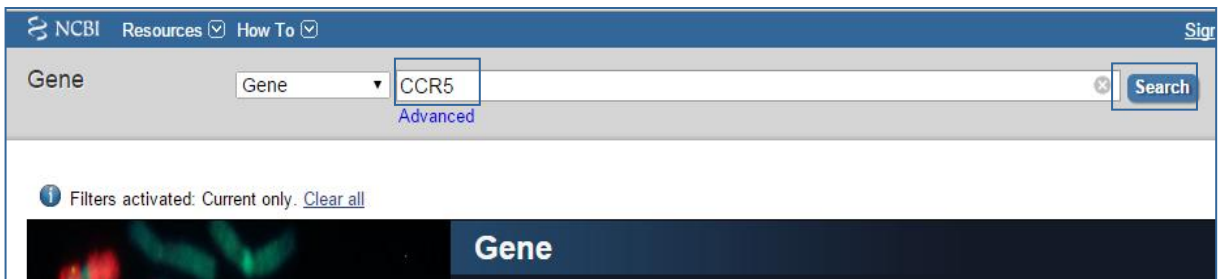 NCBI Resources How To Sign
Gene Gene CCR5 Search
Advanced
Filters activated: Current only. Clear all
Gene